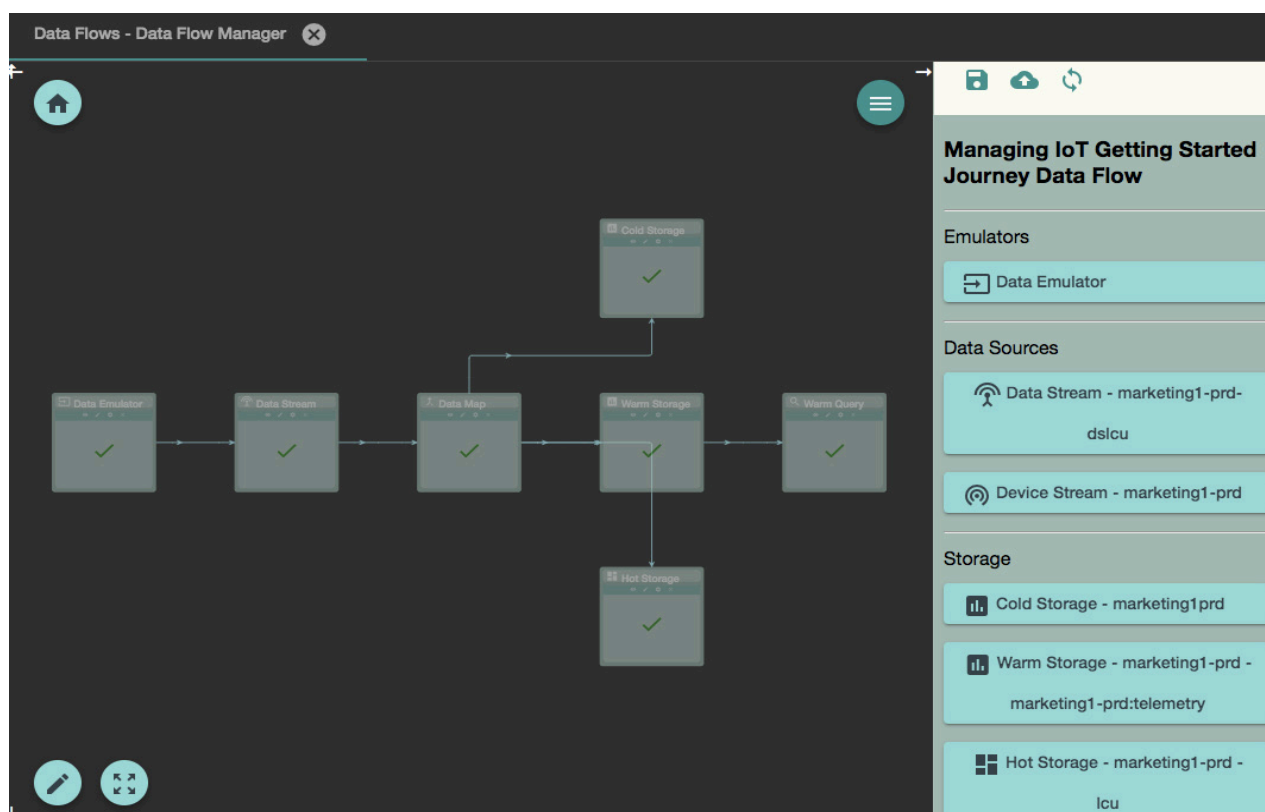 Data Flows - Data Flow Manager
Managing IoT Getting Started
Journey Data Flow
Emulators
Data Emulator
Data Sources
Data Stream - marketing1-prd-
dslcu
Device Stream - marketing1-prd
Storage
Cold Storage - marketing1prd
Warm Storage - marketing1-prd -
marketing1-prd:telemetry
Hot Storage - marketing1-prd -
lcu
Cold Storage
Data Emulator
Data Stream
Data Map
Warm Storage
Warm Query
Hot Storage